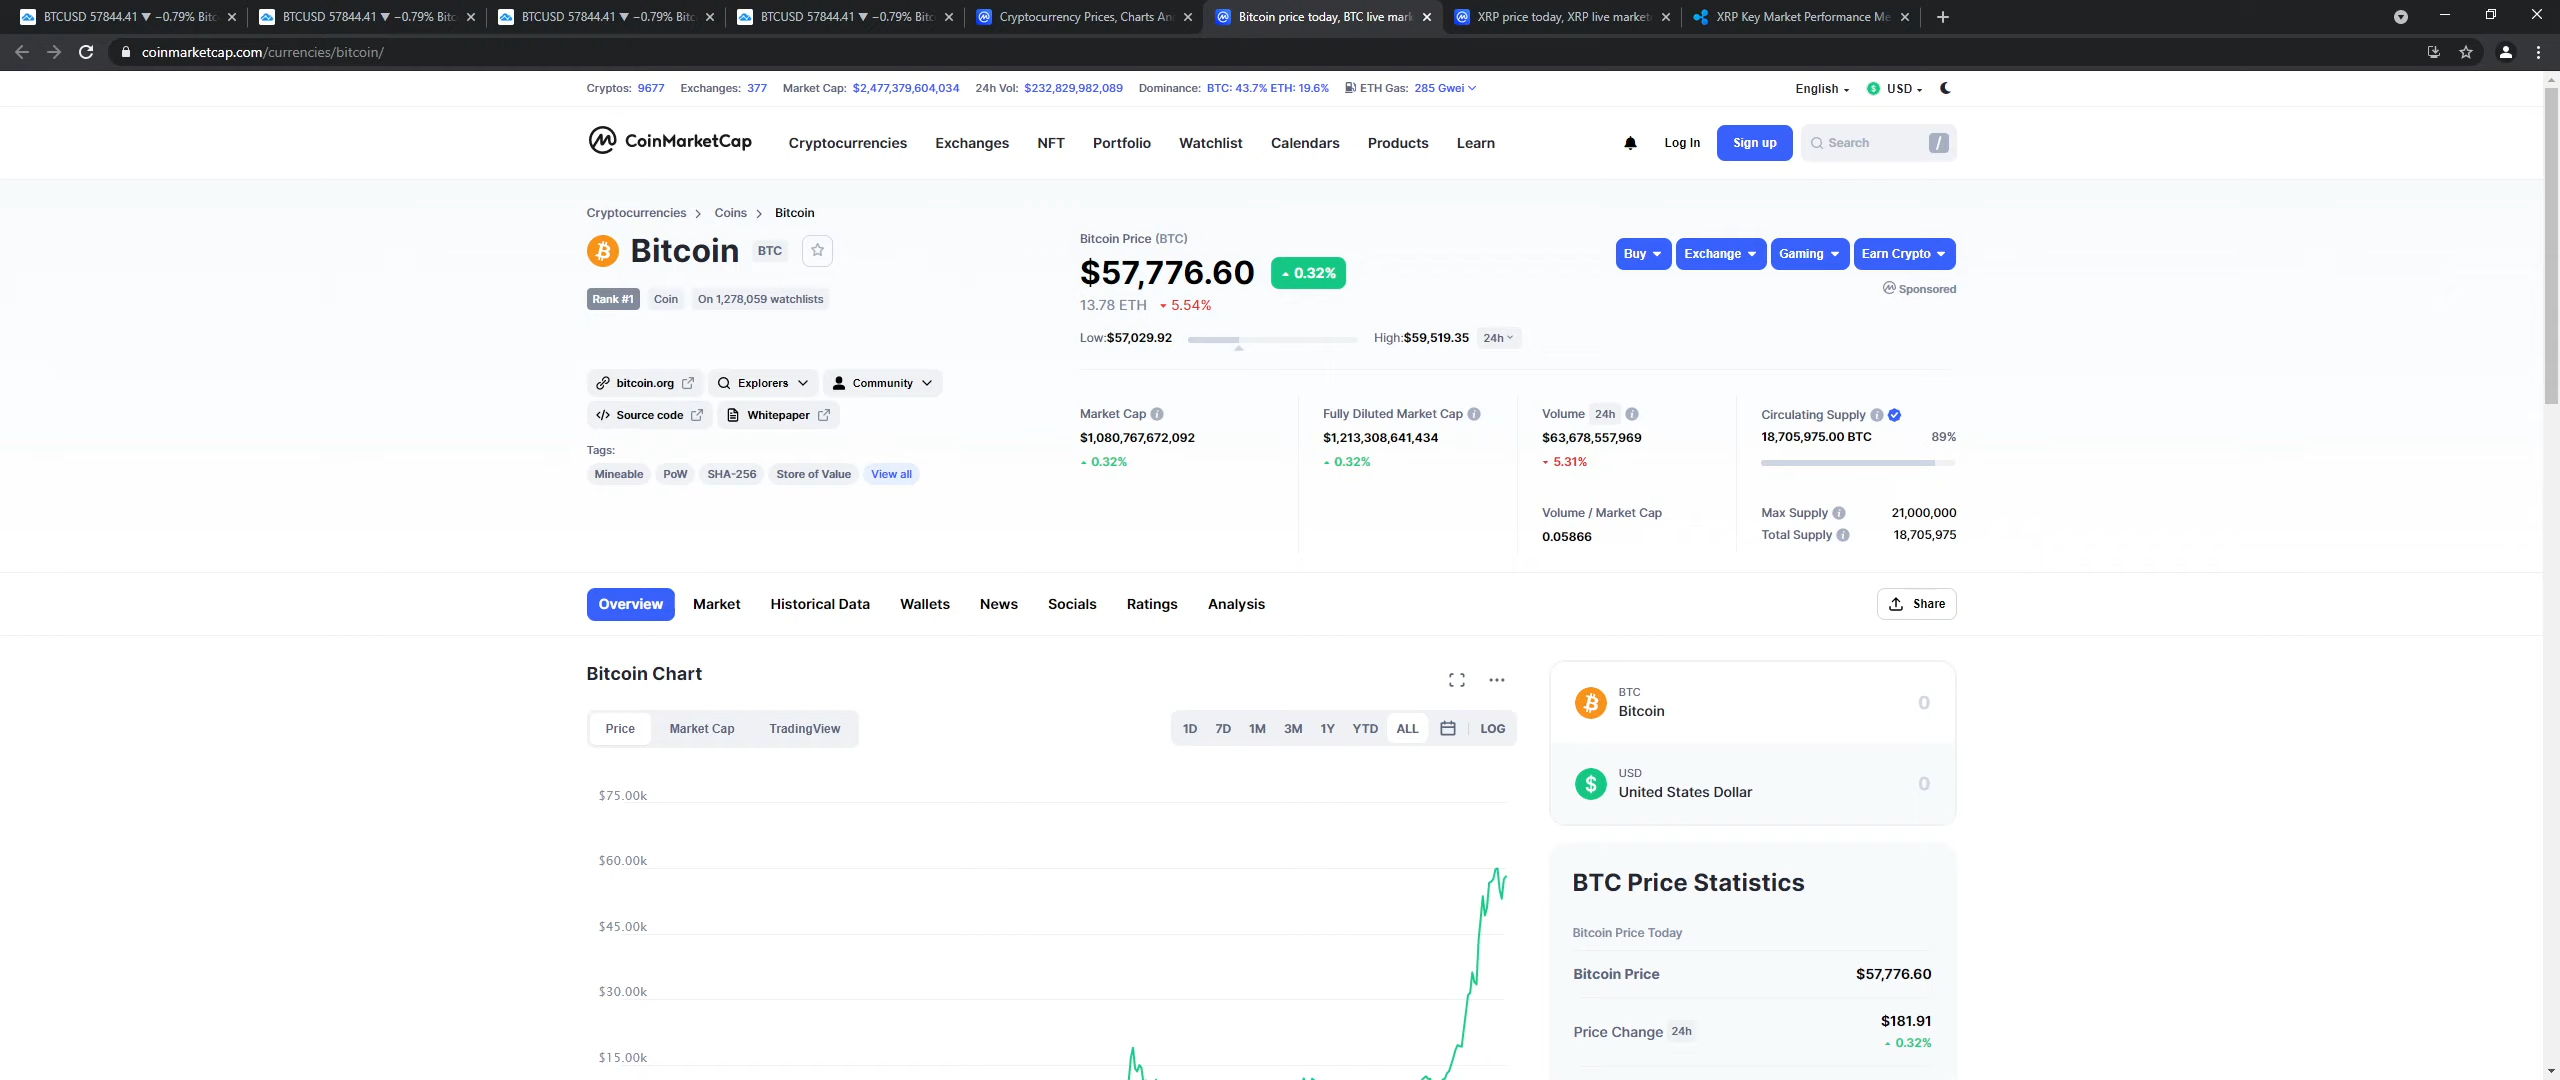 BTCUSD 57844.41 ▼ −0.79% Bitc
BTCUSD 57844.41 ▼ −0.79% Bitc
BTCUSD 57844.41 ▼ −0.79% Bitc
BTCUSD 57844.41 ▼ −0.79% Bitc
Cryptocurrency Prices, Charts An
Bitcoin price today, BTC live mark
XRP price today, XRP live market
XRP Key Market Performance Me
coinmarketcap.com/currencies/bitcoin/
Cryptos: 9677 Exchanges: 377 Market Cap: $2,477,379,604,034 24h Vol: $232,829,982,089 Dominance: BTC: 43.7% ETH: 19.6% ETH Gas: 285 Gwei
English USD
CoinMarketCap Cryptocurrencies Exchanges NFT Portfolio Watchlist Calendars Products Learn
Log In Sign up Search /
Cryptocurrencies > Coins > Bitcoin
Bitcoin BTC
Rank #1 Coin On 1,278,059 watchlists
bitcoin.org Explorers Community
Source code Whitepaper
Tags:
Mineable PoW SHA-256 Store of Value View all
Bitcoin Price (BTC)
$57,776.60 0.32%
13.78 ETH 5.54%
Low:$57,029.92 High:$59,519.35 24h
Buy Exchange Gaming Earn Crypto
Sponsored
Market Cap
$1,080,767,672,092
0.32%
Fully Diluted Market Cap
$1,213,308,641,434
0.32%
Volume 24h
$63,678,557,969
5.31%
Volume / Market Cap
0.05866
Circulating Supply
18,705,975.00 BTC 89%
Max Supply 21,000,000
Total Supply 18,705,975
Overview Market Historical Data Wallets News Socials Ratings Analysis
Share
Bitcoin Chart
Price Market Cap TradingView
1D 7D 1M 3M 1Y YTD ALL LOG
$75.00k
$60.00k
$45.00k
$30.00k
$15.00k
BTC
Bitcoin 0
USD
United States Dollar 0
BTC Price Statistics
Bitcoin Price Today
Bitcoin Price $57,776.60
Price Change 24h $181.91
0.32%